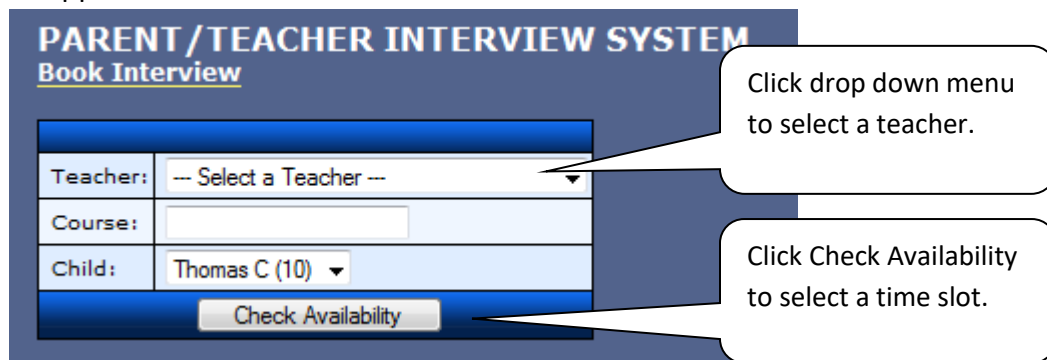 PARENT/TEACHER INTERVIEW SYSTEM
Book Interview
Click drop down menu
to select a teacher.
Teacher: --- Select a Teacher ---
Course:
Child: Thomas C (10)
Check Availability
Click Check Availability
to select a time slot.